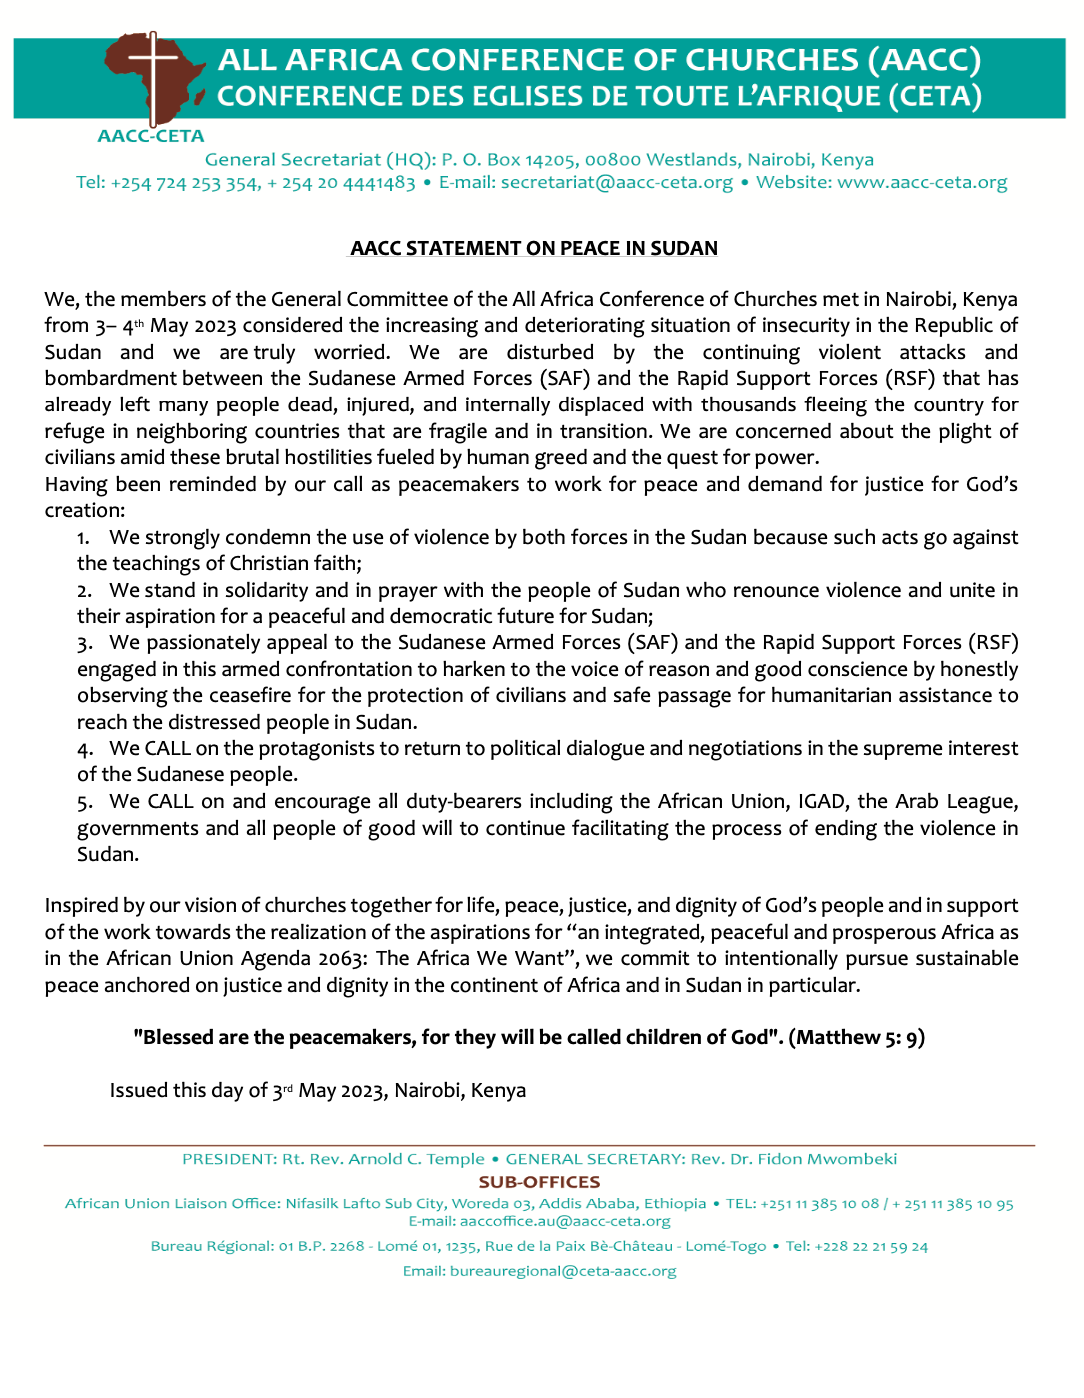 ALL AFRICA CONFERENCE OF CHURCHES (AACC)
CONFERENCE DES EGLISES DE TOUTE L’AFRIQUE (CETA)
AACC-CETA
General Secretariat (HQ): P. O. Box 14205, 00800 Westlands, Nairobi, Kenya
Tel: +254 724 253 354, + 254 20 4441483 • E-mail: secretariat@aacc-ceta.org • Website: www.aacc-ceta.org
AACC STATEMENT ON PEACE IN SUDAN
We, the members of the General Committee of the All Africa Conference of Churches met in Nairobi, Kenya
from 3– 4th May 2023 considered the increasing and deteriorating situation of insecurity in the Republic of
Sudan and we are truly worried. We are disturbed by the continuing violent attacks and
bombardment between the Sudanese Armed Forces (SAF) and the Rapid Support Forces (RSF) that has
already left many people dead, injured, and internally displaced with thousands fleeing the country for
refuge in neighboring countries that are fragile and in transition. We are concerned about the plight of
civilians amid these brutal hostilities fueled by human greed and the quest for power.
Having been reminded by our call as peacemakers to work for peace and demand for justice for God’s
creation:
1. We strongly condemn the use of violence by both forces in the Sudan because such acts go against
the teachings of Christian faith;
2. We stand in solidarity and in prayer with the people of Sudan who renounce violence and unite in
their aspiration for a peaceful and democratic future for Sudan;
3. We passionately appeal to the Sudanese Armed Forces (SAF) and the Rapid Support Forces (RSF)
engaged in this armed confrontation to harken to the voice of reason and good conscience by honestly
observing the ceasefire for the protection of civilians and safe passage for humanitarian assistance to
reach the distressed people in Sudan.
4. We CALL on the protagonists to return to political dialogue and negotiations in the supreme interest
of the Sudanese people.
5. We CALL on and encourage all duty-bearers including the African Union, IGAD, the Arab League,
governments and all people of good will to continue facilitating the process of ending the violence in
Sudan.
Inspired by our vision of churches together for life, peace, justice, and dignity of God’s people and in support
of the work towards the realization of the aspirations for “an integrated, peaceful and prosperous Africa as
in the African Union Agenda 2063: The Africa We Want”, we commit to intentionally pursue sustainable
peace anchored on justice and dignity in the continent of Africa and in Sudan in particular.
"Blessed are the peacemakers, for they will be called children of God". (Matthew 5: 9)
Issued this day of 3rd May 2023, Nairobi, Kenya
PRESIDENT: Rt. Rev. Arnold C. Temple • GENERAL SECRETARY: Rev. Dr. Fidon Mwombeki
SUB-OFFICES
African Union Liaison Office: Nifasilk Lafto Sub City, Woreda 03, Addis Ababa, Ethiopia • TEL: +251 11 385 10 08 / + 251 11 385 10 95
E-mail: aaccoffice.au@aacc-ceta.org
Bureau Régional: 01 B.P. 2268 - Lomé 01, 1235, Rue de la Paix Bè-Château - Lomé-Togo • Tel: +228 22 21 59 24
Email: bureauregional@ceta-aacc.org